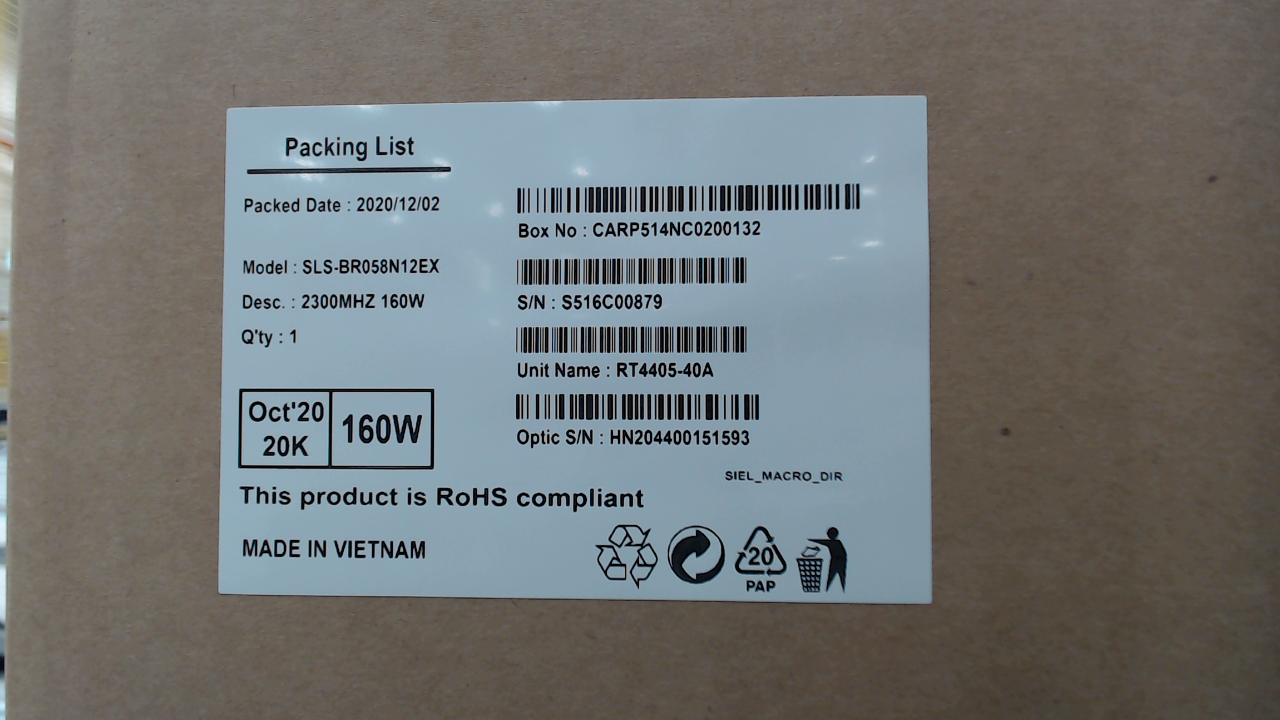 Packing List
Packed Date : 2020/12/02
Box No : CARP514NC0200132
Model : SLS-BR058N12EX
Desc. : 2300MHZ 160W
S/N : S516C00879
Q'ty : 1
Unit Name : RT4405-40A
Oct'20
20K
160W
Optic S/N : HN204400151593
SIEL_MACRO_DIR
This product is RoHS compliant
MADE IN VIETNAM
20
PAP